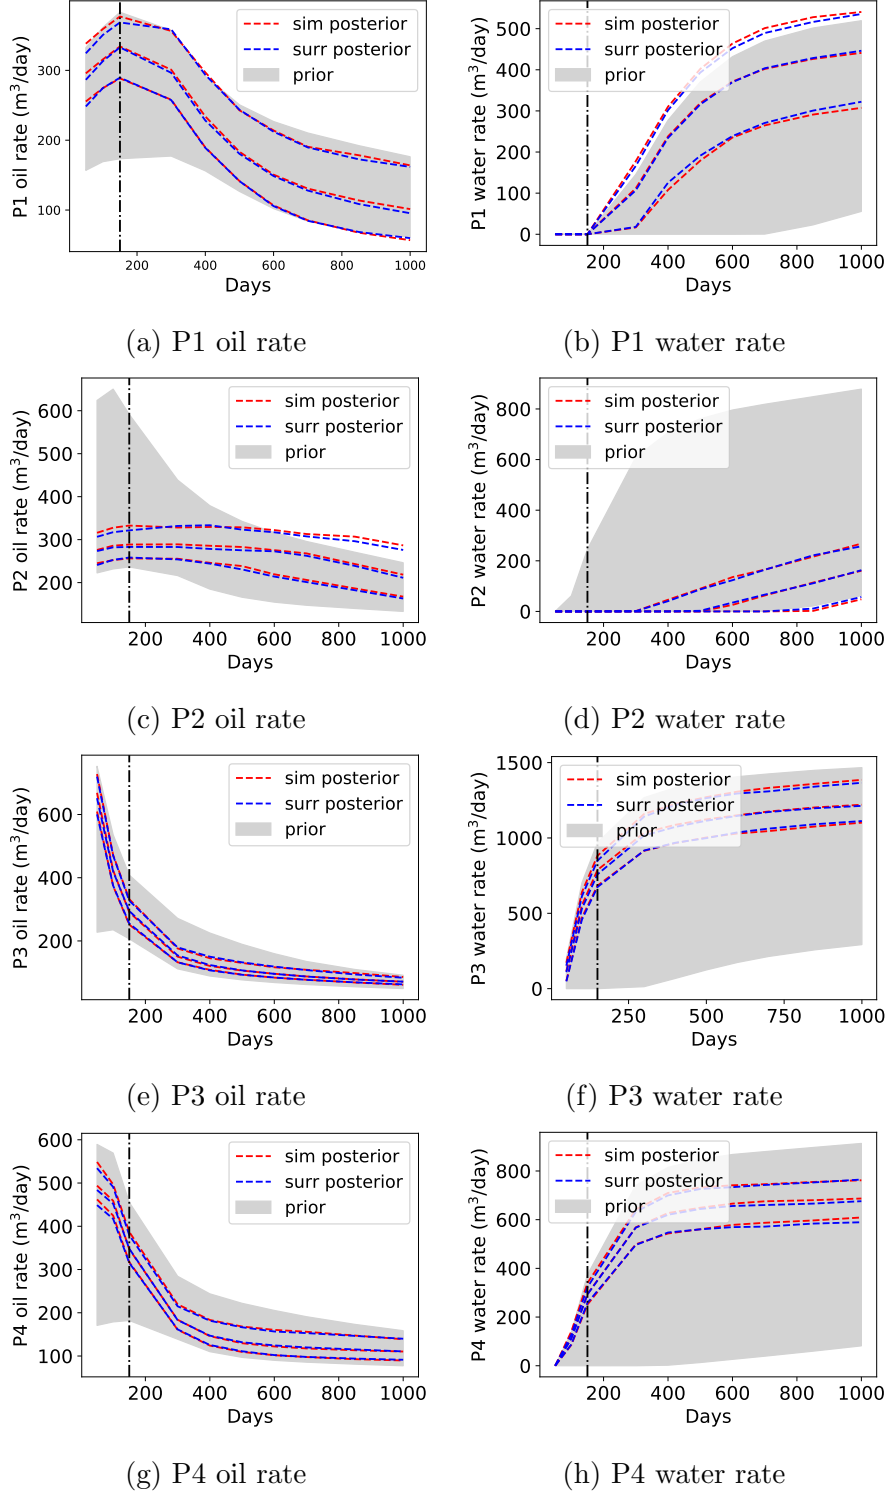 P1 oil rate (m³/day)
300
200
100
sim posterior
surr posterior
prior
200 400 600 800 1000
Days
(a) P1 oil rate
P1 water rate (m³/day)
500
400
300
200
100
0
sim posterior
surr posterior
prior
200 400 600 800 1000
Days
(b) P1 water rate
P2 oil rate (m³/day)
600
500
400
300
200
sim posterior
surr posterior
prior
200 400 600 800 1000
Days
(c) P2 oil rate
P2 water rate (m³/day)
800
600
400
200
0
sim posterior
surr posterior
prior
200 400 600 800 1000
Days
(d) P2 water rate
P3 oil rate (m³/day)
600
400
200
sim posterior
surr posterior
prior
200 400 600 800 1000
Days
(e) P3 oil rate
P3 water rate (m³/day)
1500
1000
500
0
sim posterior
surr posterior
prior
250 500 750 1000
Days
(f) P3 water rate
P4 oil rate (m³/day)
600
500
400
300
200
100
sim posterior
surr posterior
prior
200 400 600 800 1000
Days
(g) P4 oil rate
P4 water rate (m³/day)
800
600
400
200
0
sim posterior
surr posterior
prior
200 400 600 800 1000
Days
(h) P4 water rate